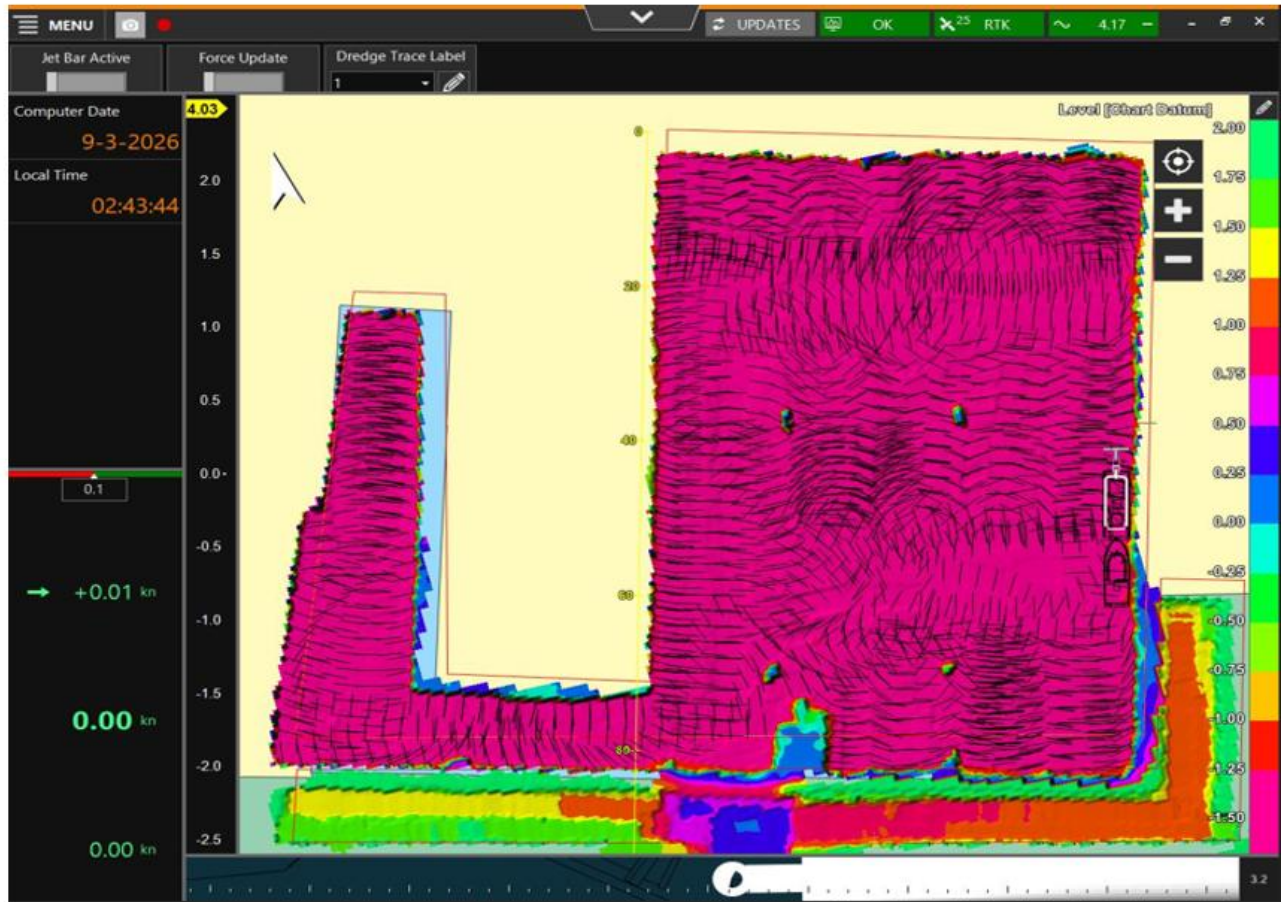 MENU
UPDATES
OK
25 RTK
4.17
Jet Bar Active
Force Update
Dredge Trace Label
1
Computer Date
9-3-2026
Local Time
02:43:44
0.1
+0.01 kn
0.00 kn
0.00 kn
4.03
2.0
1.5
1.0
0.5
0.0
-0.5
-1.0
-1.5
-2.0
-2.5
0
20
40
60
80
Level [Chart Datum]
2.00
1.75
1.50
1.25
1.00
0.75
0.50
0.25
0.00
-0.25
-0.50
-0.75
-1.00
-1.25
-1.50
3.2